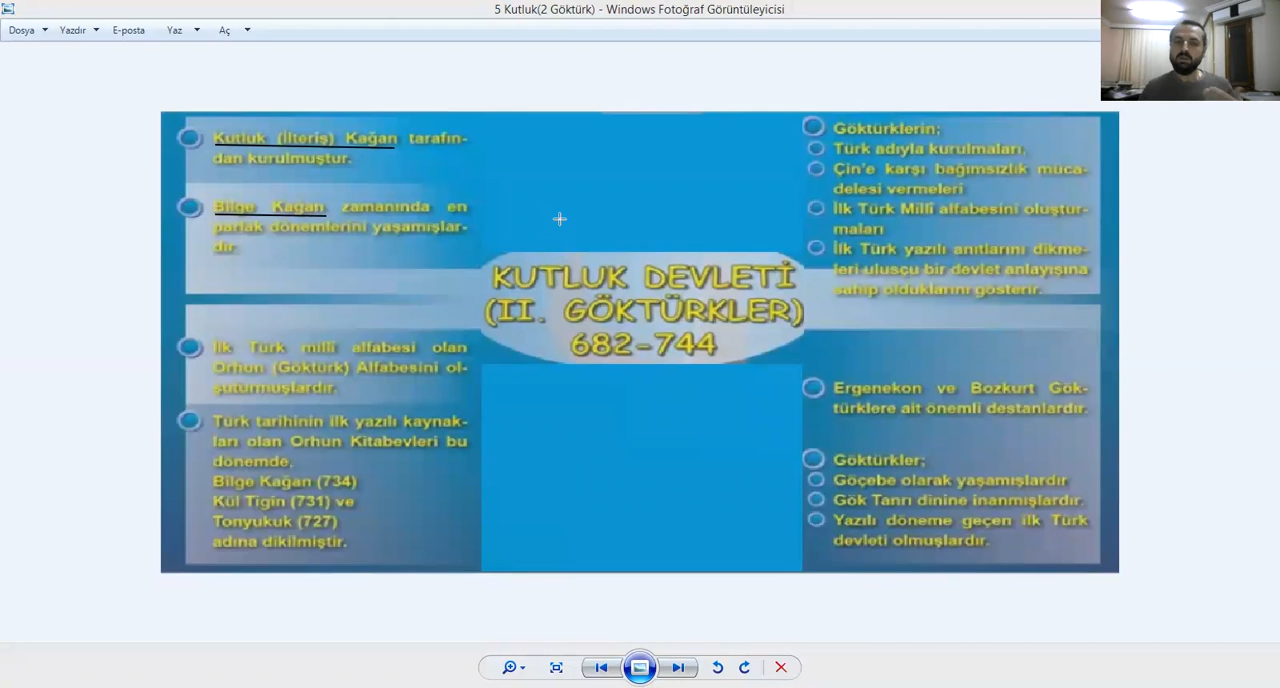 5 Kutluk(2 Göktürk) - Windows Fotoğraf Görüntüleyicisi
Dosya Yazdır E-posta Yaz Aç
Kutluk (İlteriş) Kağan tarafın-
dan kurulmuştur.
Bilge Kağan zamanında en
parlak dönemlerini yaşamışlar-
dır.
İlk Türk millî alfabesi olan
Orhun (Göktürk) Alfabesini ol-
uşuturmuşlardır.
Türk tarihinin ilk yazılı kaynak-
ları olan Orhun Kitabevleri bu
dönemde,
Bilge Kağan (734)
Kül Tigin (731) ve
Tonyukuk (727)
adına dikilmiştir.
KUTLUK DEVLETİ
(II. GÖKTÜRKLER)
682-744
Göktürklerin;
Türk adıyla kurulmaları,
Çin'e karşı bağımsızlık muca-
delesi vermeleri
İlk Türk Millî alfabesini oluştur-
maları
İlk Türk yazılı anıtlarını dikme-
leri ulusçu bir devlet anlayışına
sahip olduklarını gösterir.
Ergenekon ve Bozkurt Gök-
türklere ait önemli destanlardır.
Göktürkler;
Göçebe olarak yaşamışlardır
Gök Tanrı dinine inanmışlardır.
Yazılı döneme geçen ilk Türk
devleti olmuşlardır.